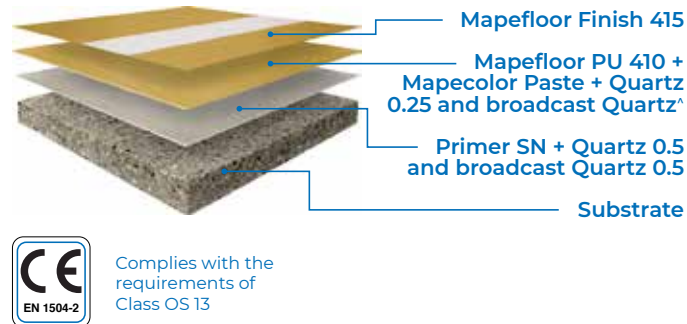 Mapefloor Finish 415
Mapefloor PU 410 +
Mapecolor Paste + Quartz
0.25 and broadcast Quartz^
Primer SN + Quartz 0.5
and broadcast Quartz 0.5
Substrate
CE
EN 1504-2
Complies with the
requirements of
Class OS 13